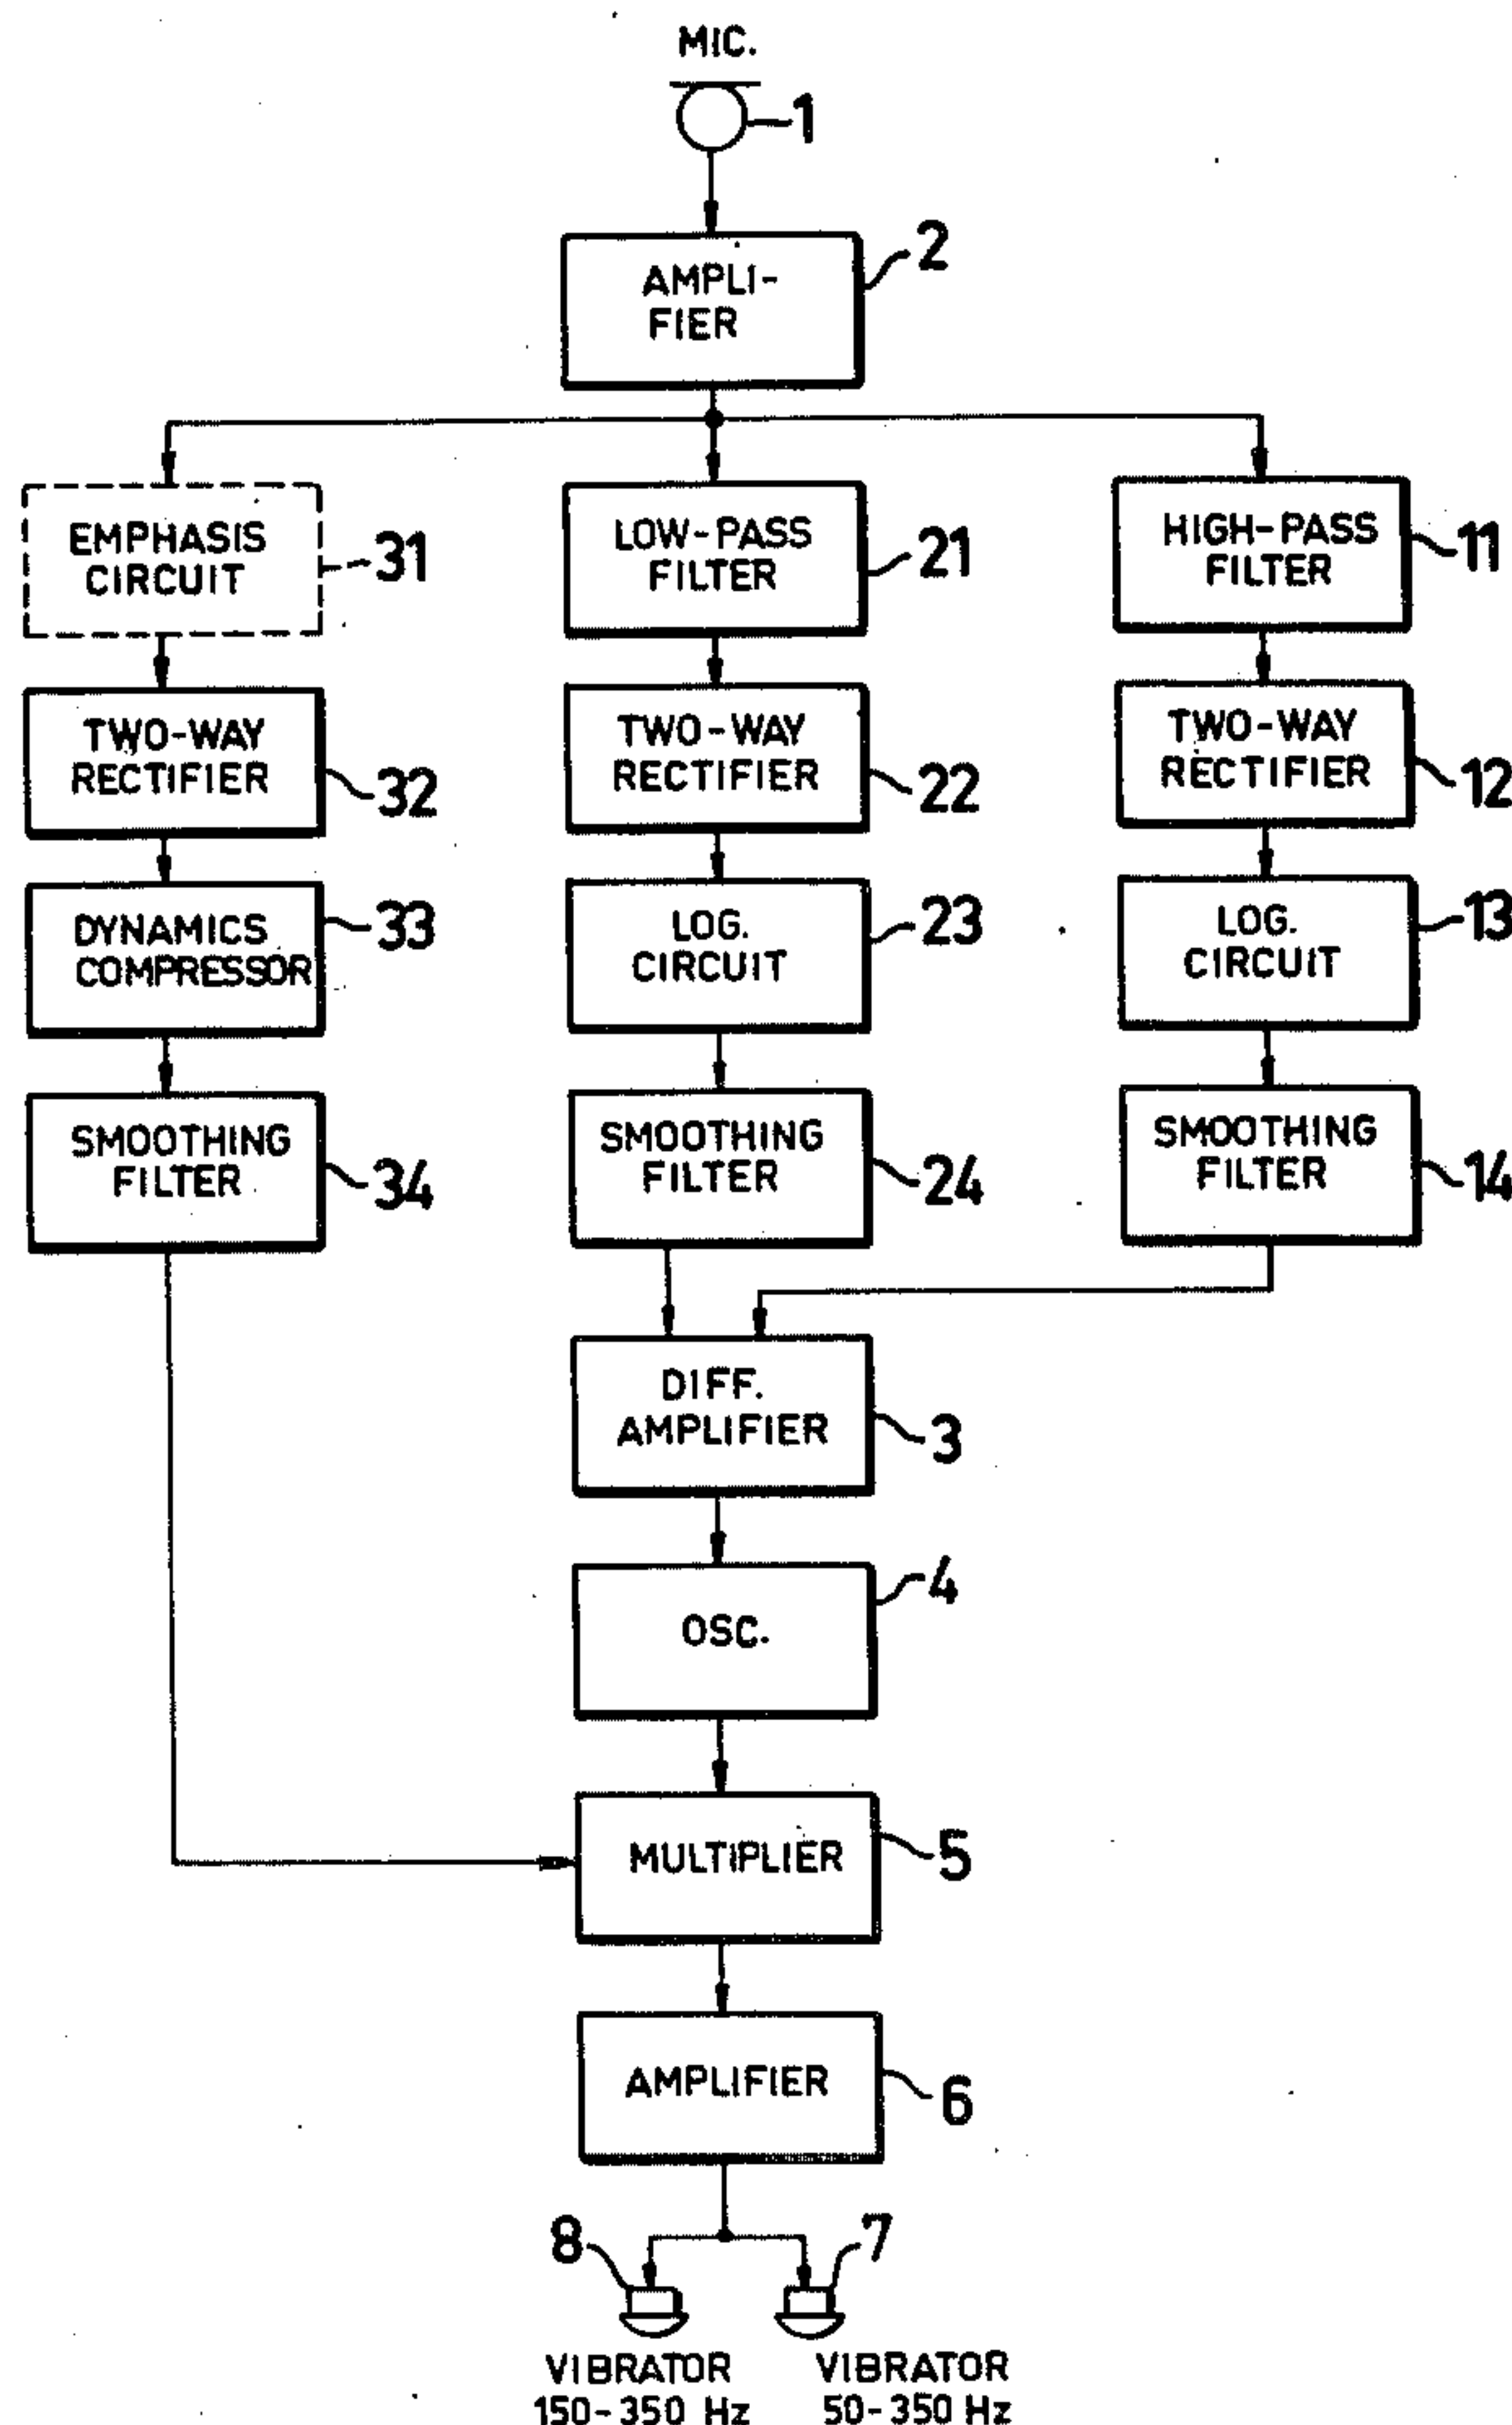 MIC.
1
AMPLI-
FIER
2
EMPHASIS
CIRCUIT
31
LOW-PASS
FILTER
21
HIGH-PASS
FILTER
11
TWO-WAY
RECTIFIER
32
TWO-WAY
RECTIFIER
22
TWO-WAY
RECTIFIER
12
DYNAMICS
COMPRESSOR
33
LOG.
CIRCUIT
23
LOG.
CIRCUIT
13
SMOOTHING
FILTER
34
SMOOTHING
FILTER
24
SMOOTHING
FILTER
14
DIFF.
AMPLIFIER
3
OSC.
4
MULTIPLIER
5
AMPLIFIER
6
8
7
VIBRATOR
150-350 Hz
VIBRATOR
50-350 Hz